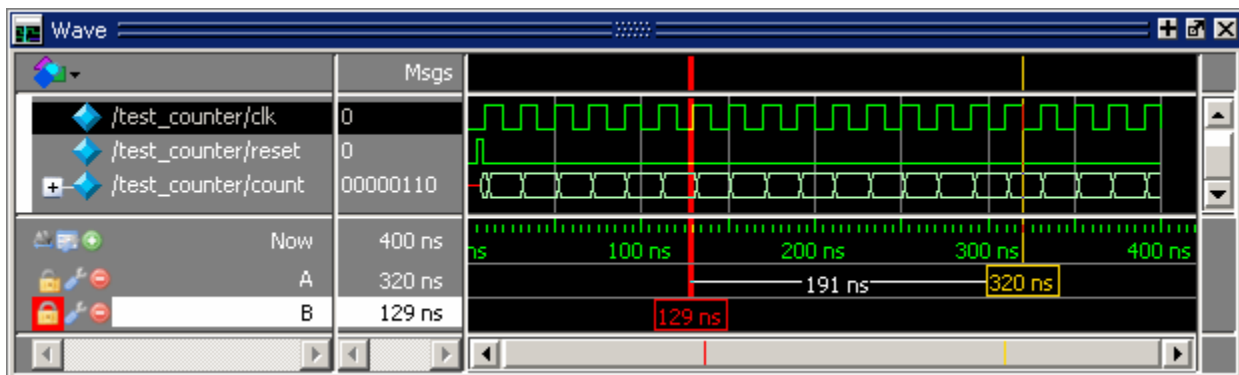 Wave
Msgs
/test_counter/clk 0
/test_counter/reset 0
/test_counter/count 00000110
Now 400 ns ns 100 ns 200 ns 300 ns 400 ns
A 320 ns 191 ns 320 ns
B 129 ns 129 ns